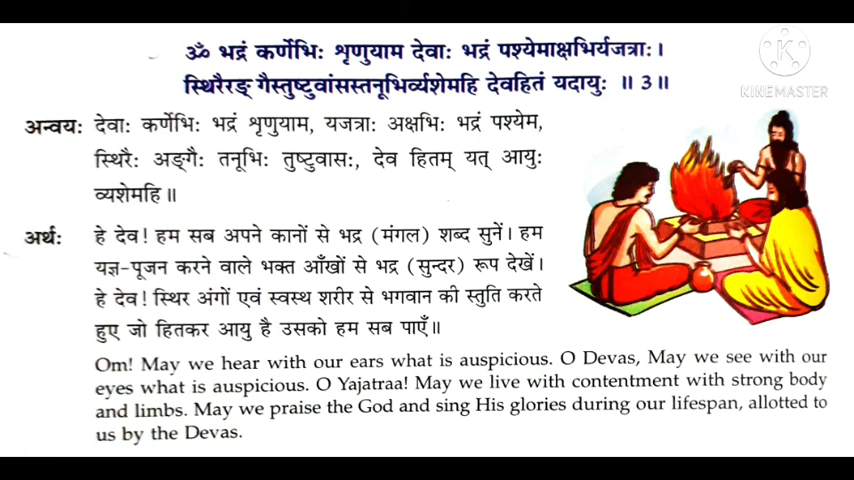 ॐ भद्रं कर्णेभिः शृणुयाम देवाः भद्रं पश्येमाक्षभिर्यजत्राः।
स्थिरैरङ् गैस्तुष्टुवांसस्तनूभिर्व्यशेमहि देवहितं यदायुः ॥ 3॥
KINEMASTER
अन्वयः देवाः कर्णेभिः भद्रं शृणुयाम, यजत्राः अक्षभिः भद्रं पश्येम,
स्थिरैः अङ्गैः तनूभिः तुष्टुवासः, देव हितम् यत् आयुः
व्यशेमहि॥
अर्थः हे देव! हम सब अपने कानों से भद्र (मंगल) शब्द सुनें। हम
यज्ञ-पूजन करने वाले भक्त आँखों से भद्र (सुन्दर) रूप देखें।
हे देव! स्थिर अंगों एवं स्वस्थ शरीर से भगवान की स्तुति करते
हुए जो हितकर आयु है उसको हम सब पाएँ॥
Om! May we hear with our ears what is auspicious. O Devas, May we see with our
eyes what is auspicious. O Yajatraa! May we live with contentment with strong body
and limbs. May we praise the God and sing His glories during our lifespan, allotted to
us by the Devas.